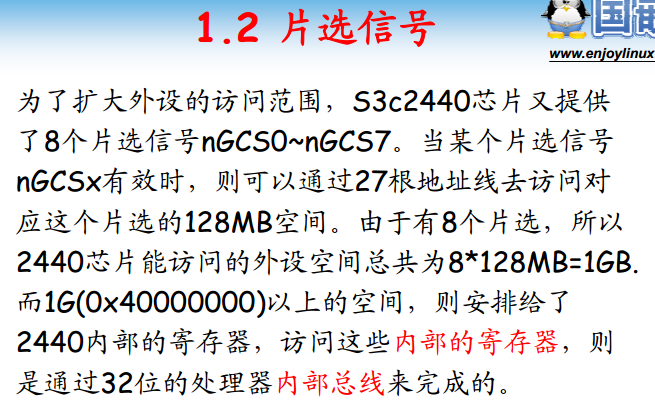 1.2 片选信号
国
www.enjoylinux
为了扩大外设的访问范围，S3c2440芯片又提供
了8个片选信号nGCS0~nGCS7。当某个片选信号
nGCSx有效时，则可以通过27根地址线去访问对
应这个片选的128MB空间。由于有8个片选，所以
2440芯片能访问的外设空间总共为8*128MB=1GB.
而1G(0x40000000)以上的空间，则安排给了
2440内部的寄存器，访问这些内部的寄存器，则
是通过32位的处理器内部总线来完成的。